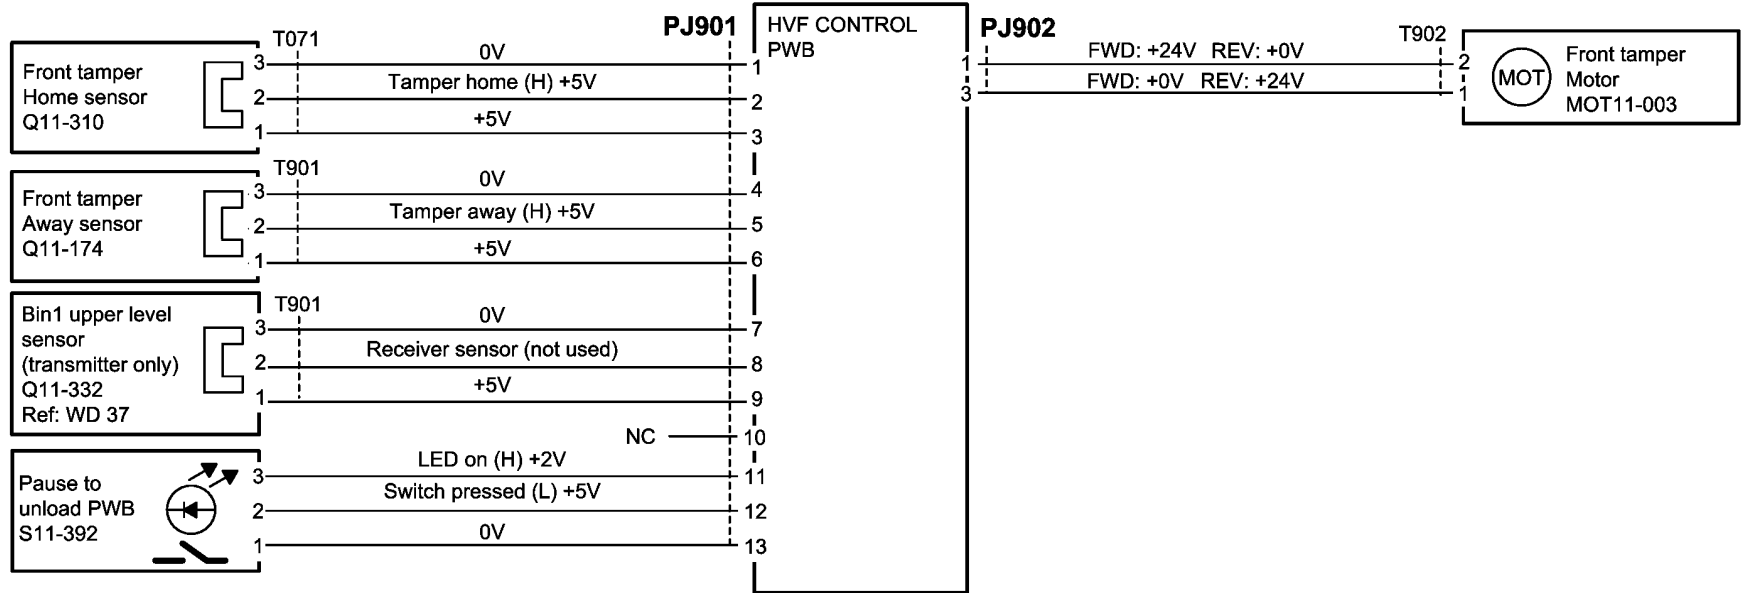 PJ901
HVF CONTROL
PWB
PJ902
T071
Front tamper
Home sensor
Q11-310
3
0V
1
2
Tamper home (H) +5V
2
1
+5V
3
T901
Front tamper
Away sensor
Q11-174
3
0V
4
2
Tamper away (H) +5V
5
1
+5V
6
T901
Bin1 upper level
sensor
(transmitter only)
Q11-332
Ref: WD 37
3
0V
7
2
Receiver sensor (not used)
8
1
+5V
9
NC
10
Pause to
unload PWB
S11-392
3
LED on (H) +2V
11
2
Switch pressed (L) +5V
12
1
0V
13
T902
1
FWD: +24V REV: +0V
2
3
FWD: +0V REV: +24V
1
MOT
Front tamper
Motor
MOT11-003